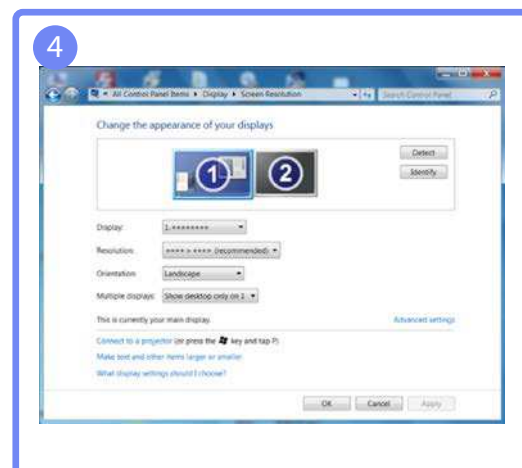 4
All Control Panel Items ▸ Display ▸ Screen Resolution
Search Control Panel
Change the appearance of your displays
1
2
Detect
Identify
Display:
1.********
Resolution:
**** × **** (recommended)
Orientation:
Landscape
Multiple displays:
Show desktop only on 1
This is currently your main display.
Advanced settings
Connect to a projector (or press the key and tap P)
Make text and other items larger or smaller
What display settings should I choose?
OK
Cancel
Apply